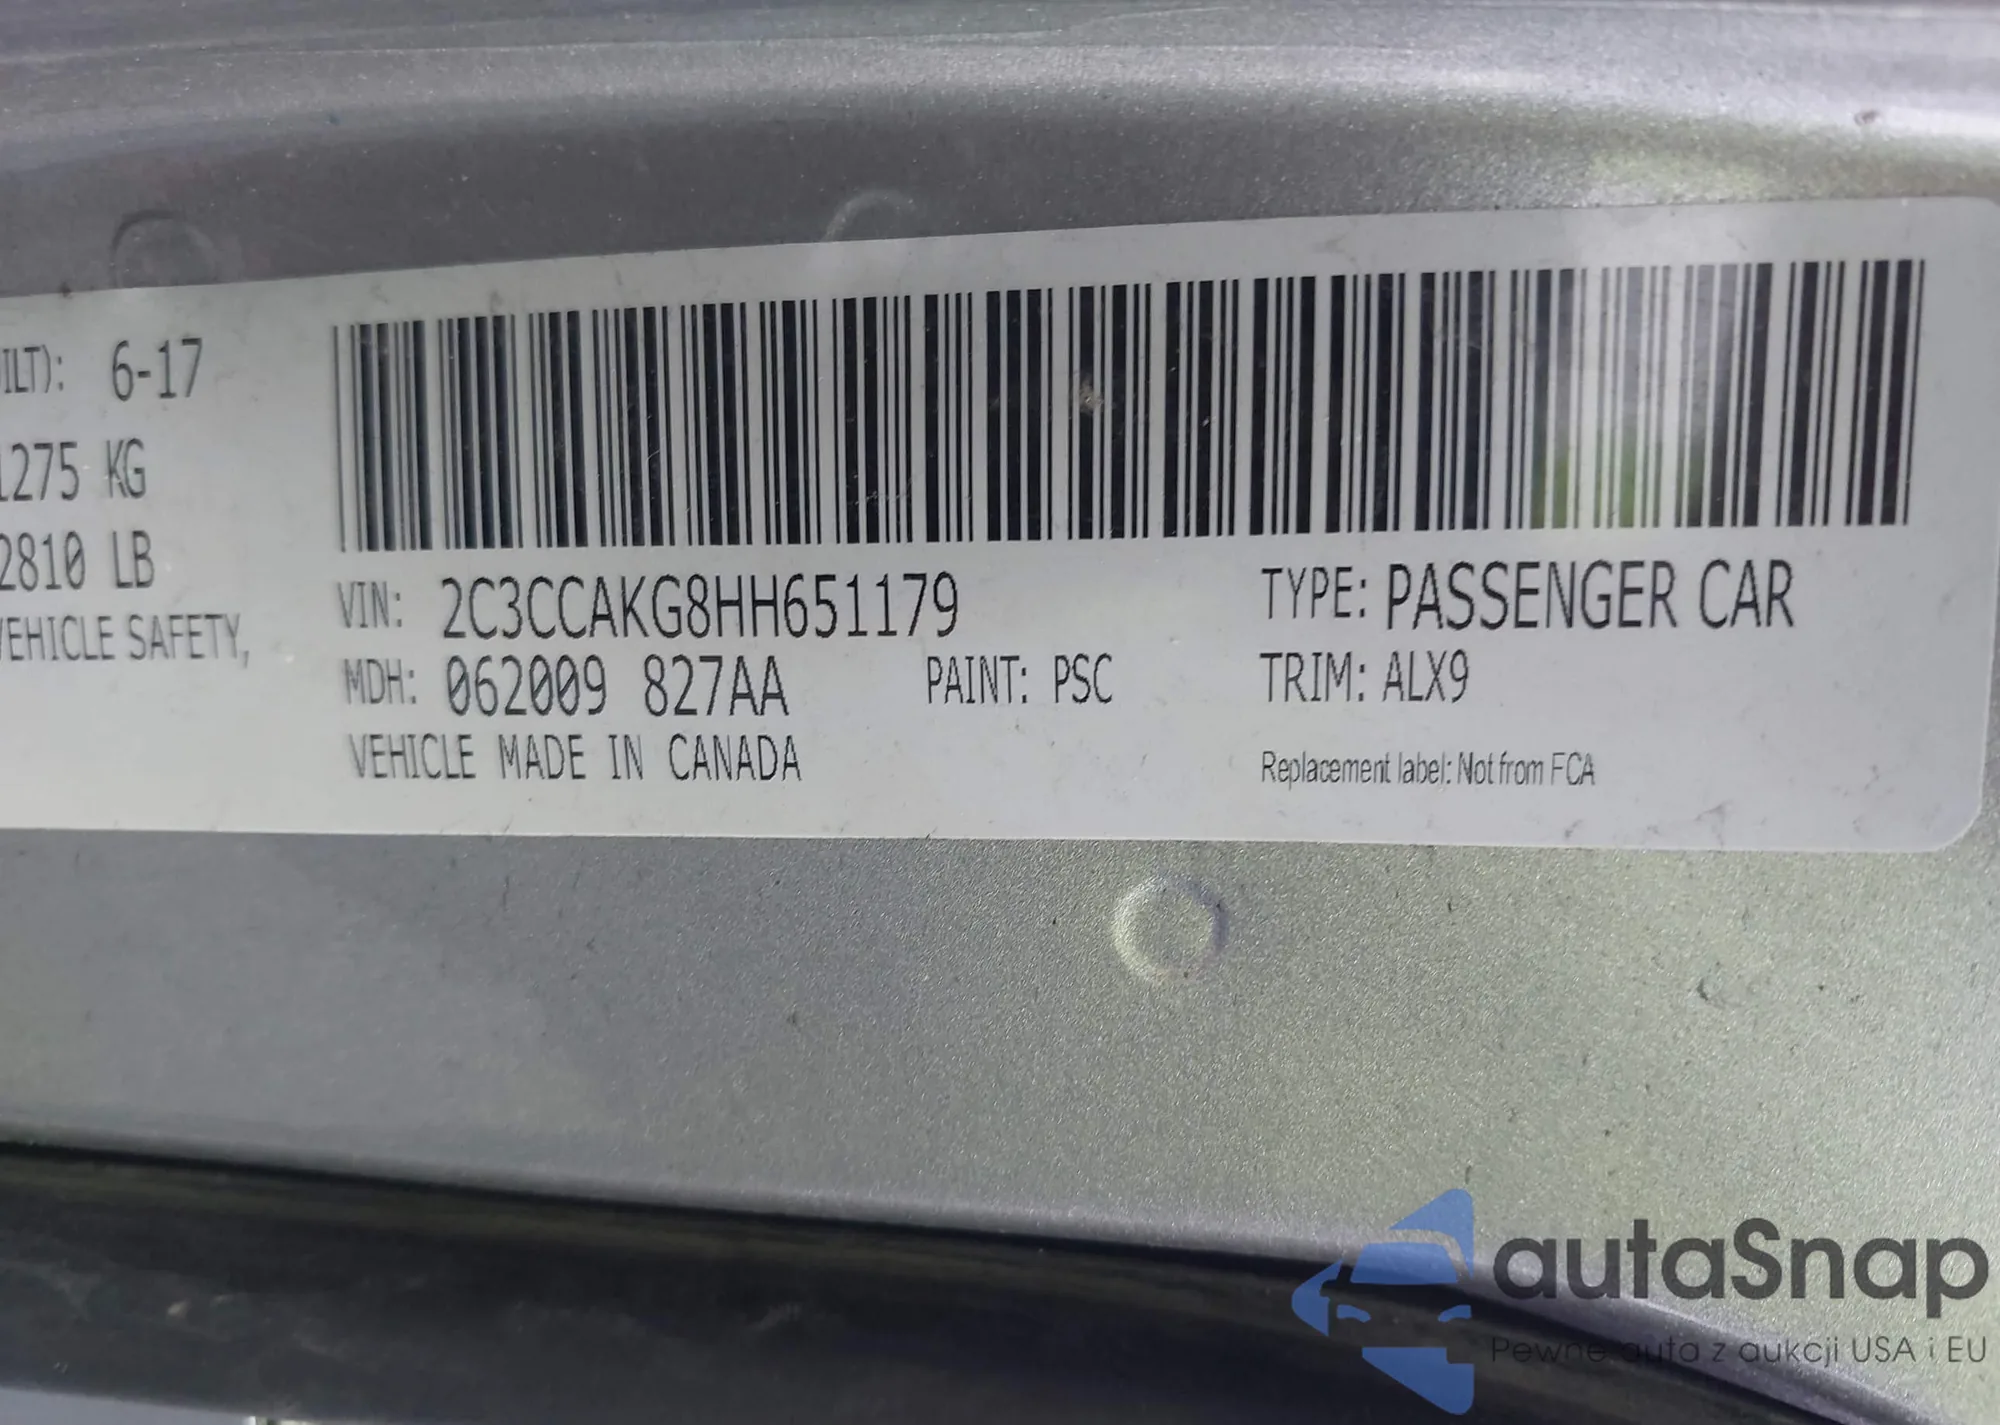 ILT): 6-17
1275 KG
2810 LB
VEHICLE SAFETY,
VIN: 2C3CCAKG8HH651179
TYPE: PASSENGER CAR
MDH: 062009 827AA
PAINT: PSC
TRIM: ALX9
VEHICLE MADE IN CANADA
Replacement label: Not from FCA
autaSnap
Pewne auta z aukcji USA i EU